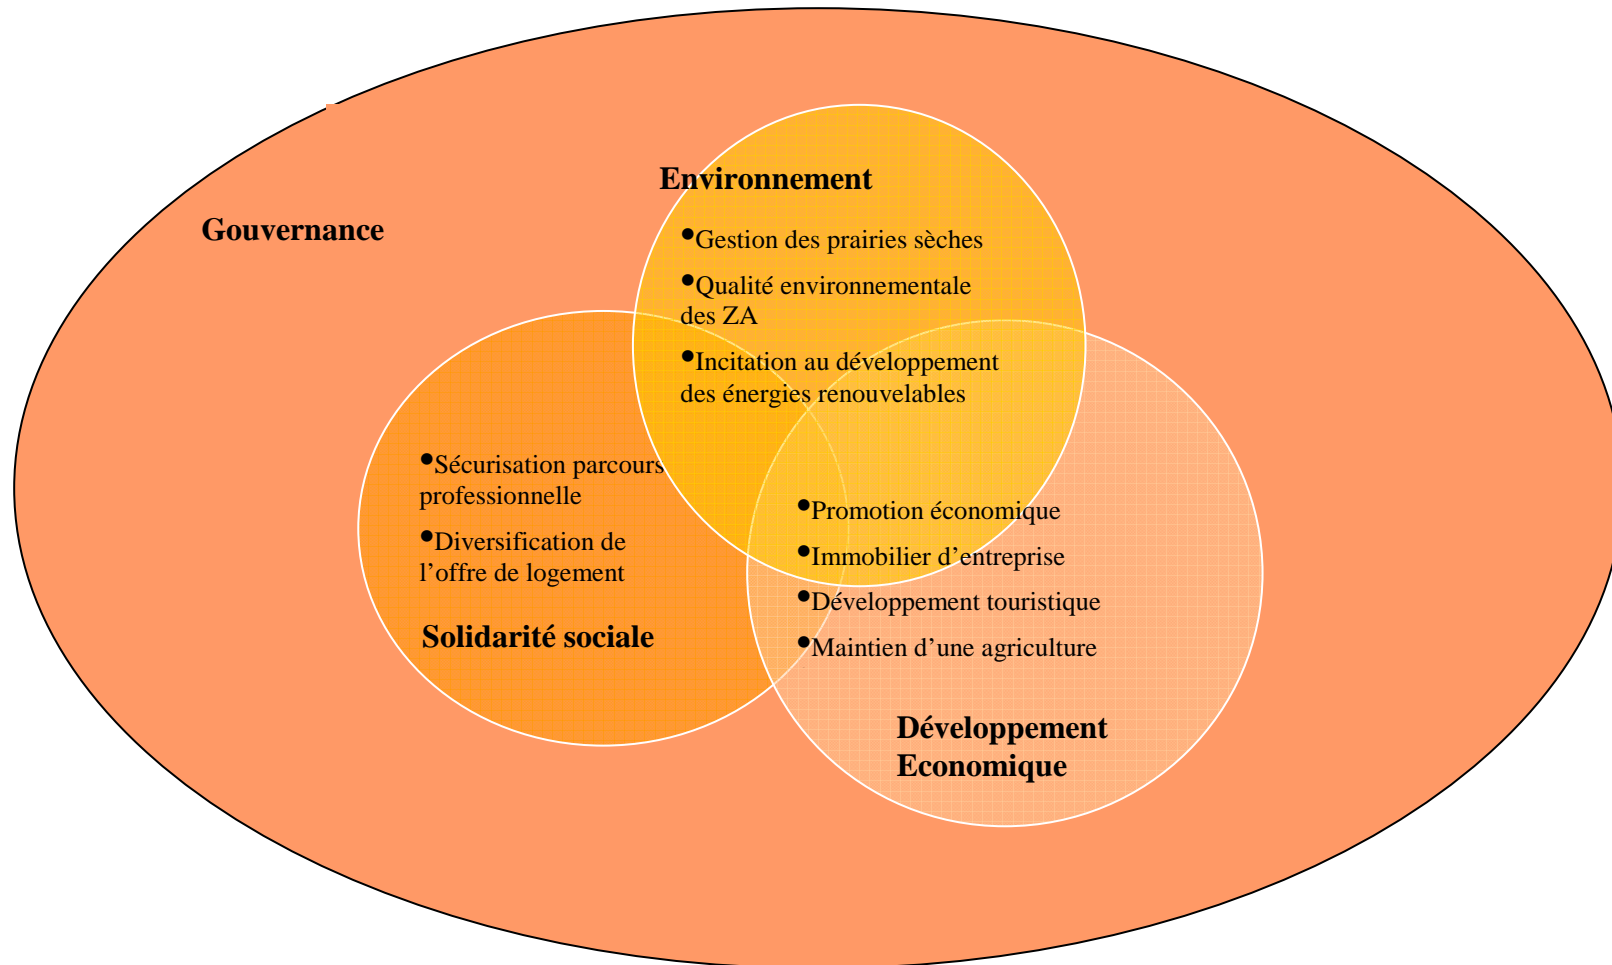 Environnement
Gouvernance
•Gestion des prairies sèches
•Qualité environnementale
des ZA
•Incitation au développement
des énergies renouvelables
•Sécurisation parcours
professionnelle
•Diversification de
l’offre de logement
Solidarité sociale
•Promotion économique
•Immobilier d’entreprise
•Développement touristique
•Maintien d’une agriculture
Développement
Economique